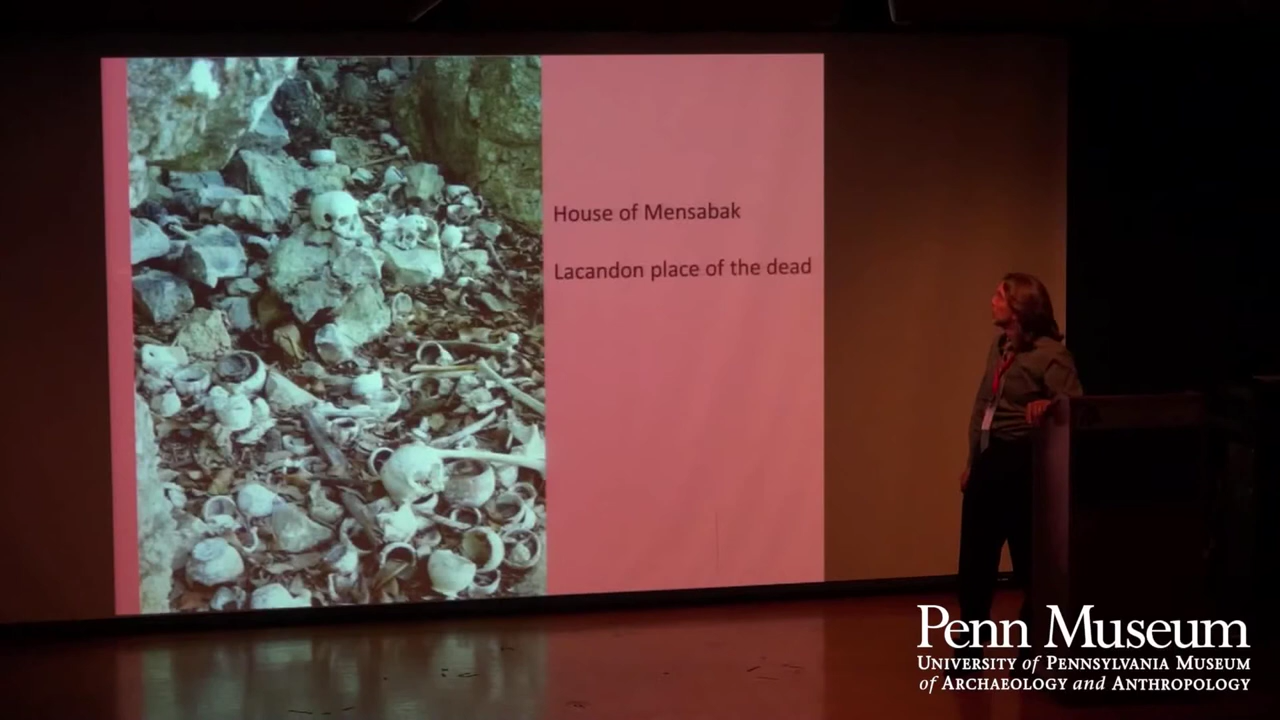 House of Mensabak
Lacandon place of the dead
Penn Museum
University of Pennsylvania Museum
of Archaeology and Anthropology